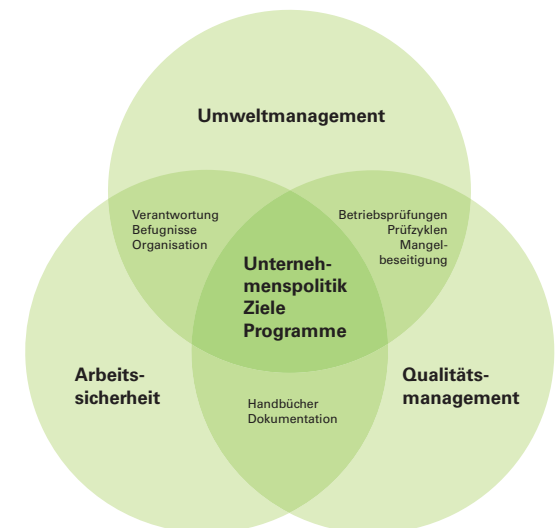 Umweltmanagement
Verantwortung
Befugnisse
Organisation
Betriebsprüfungen
Prüfzyklen
Mangel-
beseitigung
Unterneh-
menspolitik
Ziele
Programme
Arbeits-
sicherheit
Qualitäts-
management
Handbücher
Dokumentation